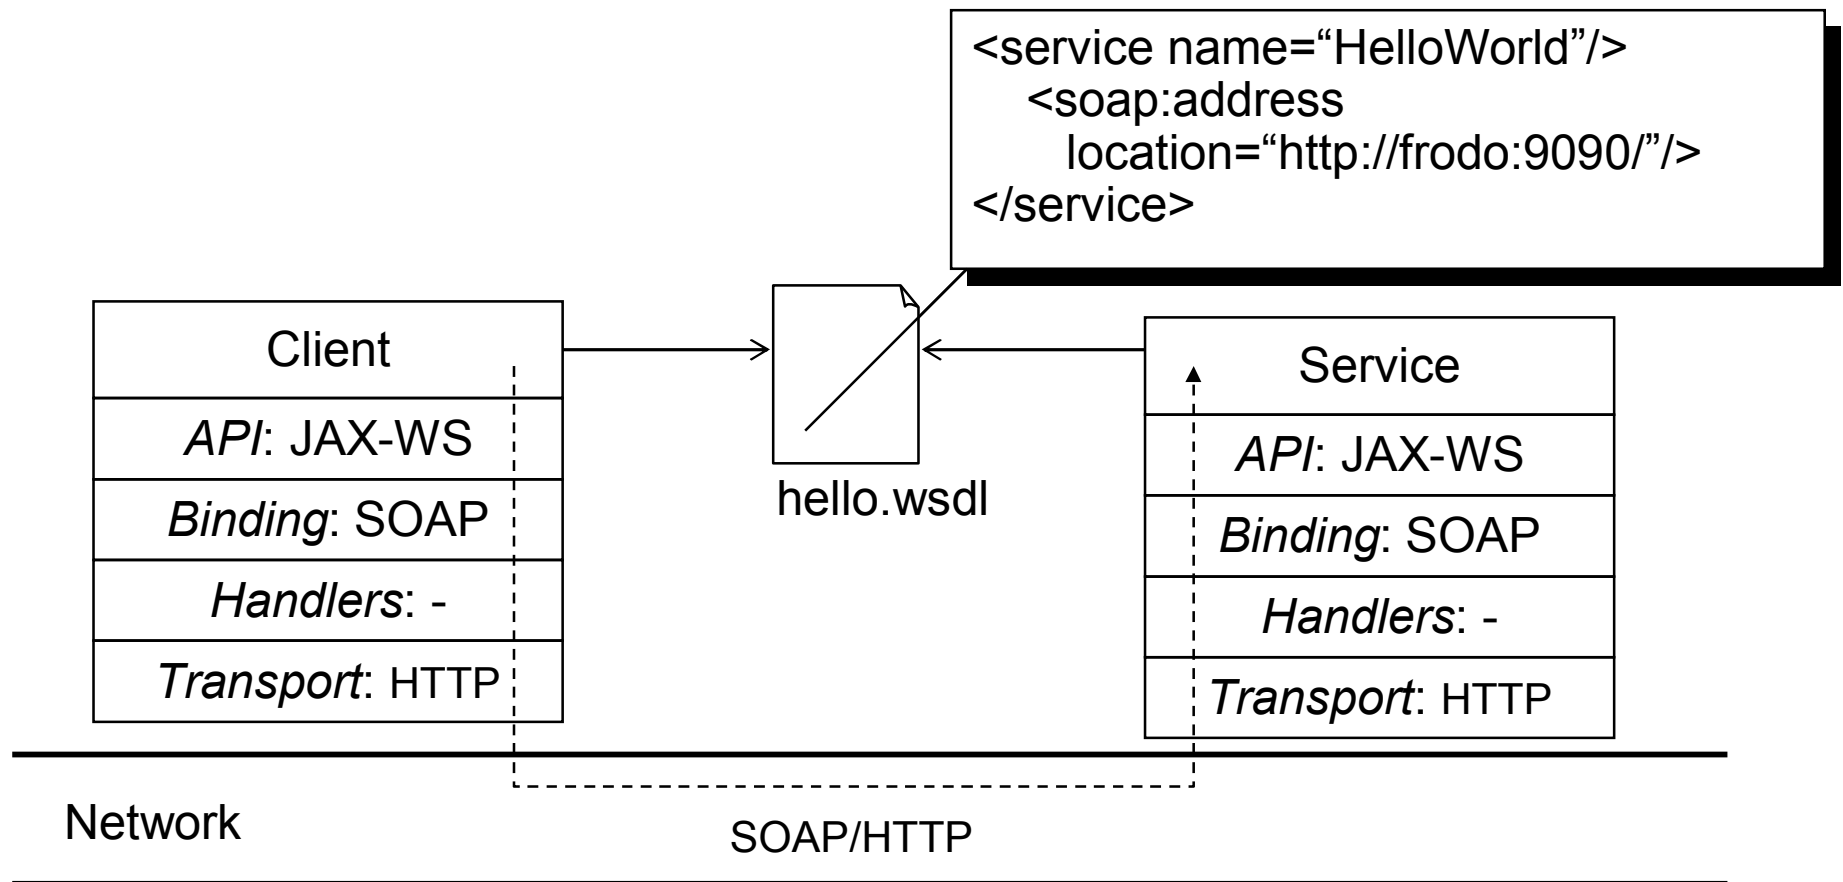 <service name=“HelloWorld”/>
<soap:address
location=“http://frodo:9090/”/>
</service>
Client
API: JAX-WS
Binding: SOAP
Handlers: -
Transport: HTTP
hello.wsdl
Service
API: JAX-WS
Binding: SOAP
Handlers: -
Transport: HTTP
Network
SOAP/HTTP